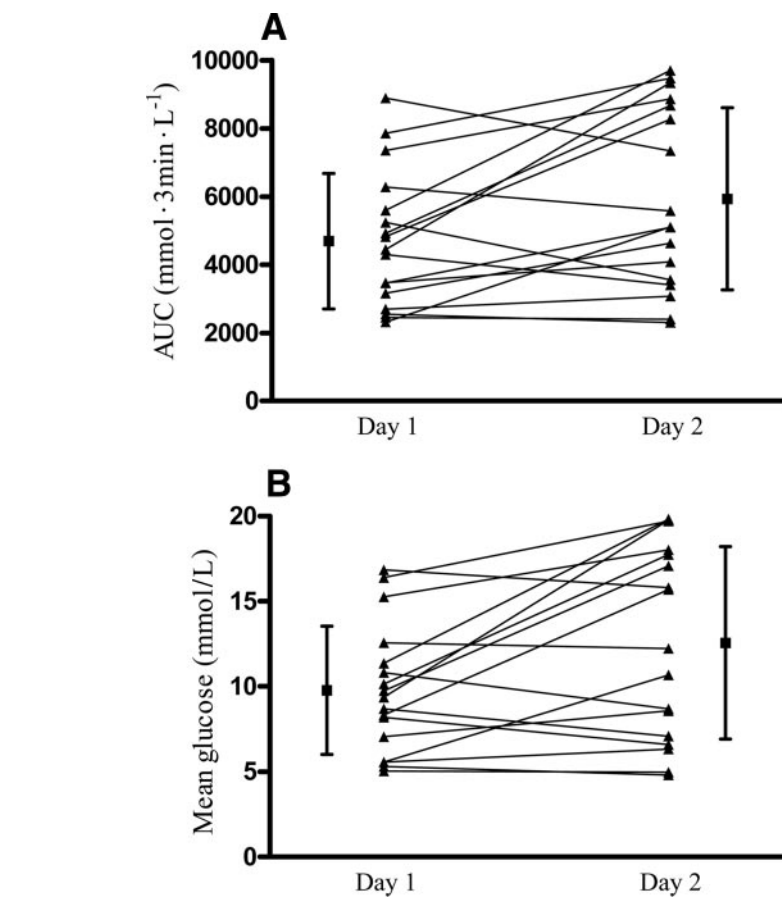 A
10000
8000
6000
4000
2000
0
AUC (mmol·3min·L⁻¹)
Day 1 Day 2
B
20
15
10
5
0
Mean glucose (mmol/L)
Day 1 Day 2